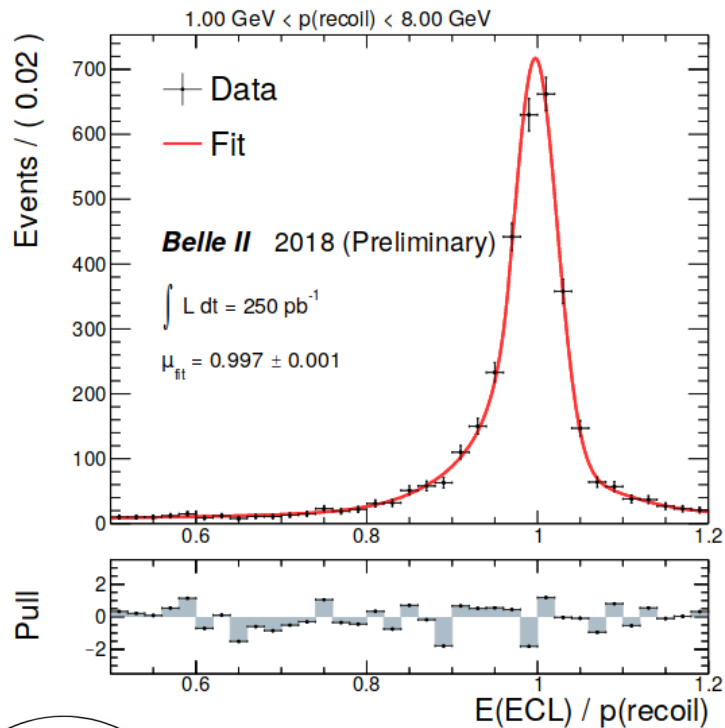 1.00 GeV < p(recoil) < 8.00 GeV
Events / ( 0.02 )
700
600
500
400
300
200
100
0
Data
Fit
Belle II 2018 (Preliminary)
∫ L dt = 250 pb⁻¹
μ_fit = 0.997 ± 0.001
0.6 0.8 1 1.2
Pull
2
0
−2
0.6 0.8 1 1.2
E(ECL) / p(recoil)